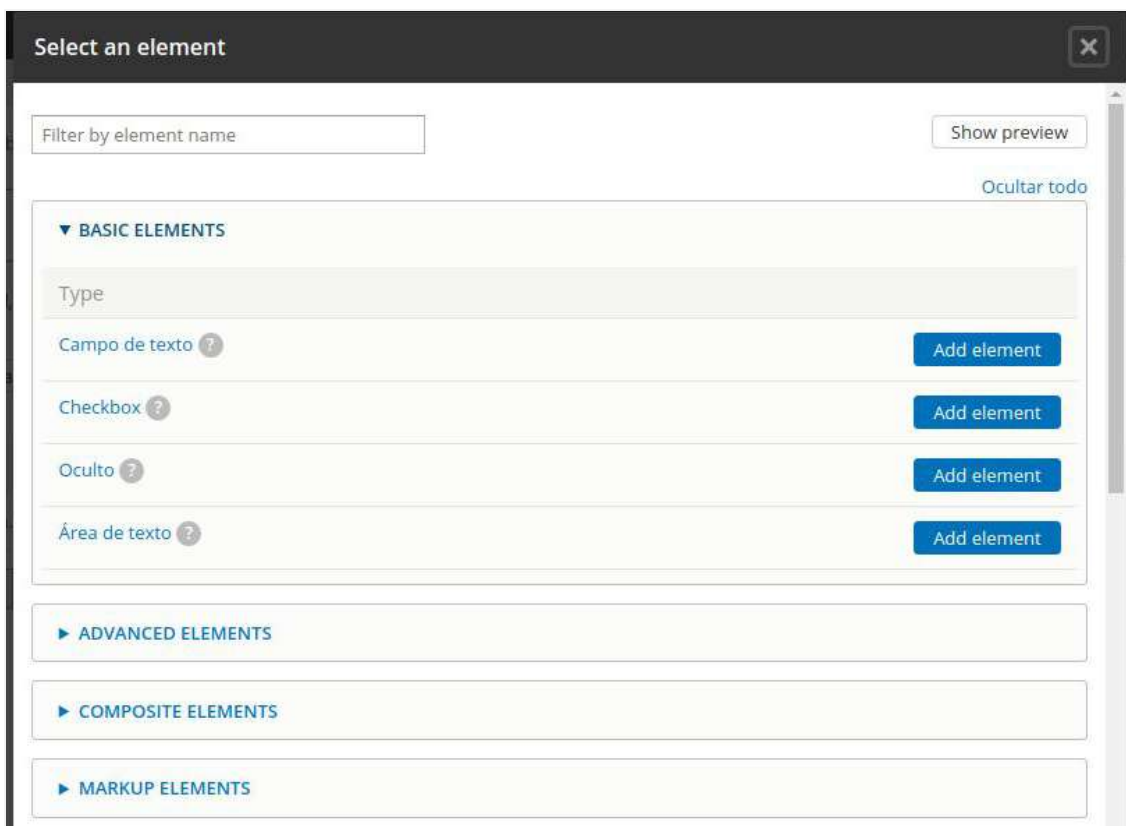 Select an element
Filter by element name
Show preview
Ocultar todo
BASIC ELEMENTS
Type
Campo de texto ?
Add element
Checkbox ?
Add element
Oculto ?
Add element
Área de texto ?
Add element
ADVANCED ELEMENTS
COMPOSITE ELEMENTS
MARKUP ELEMENTS